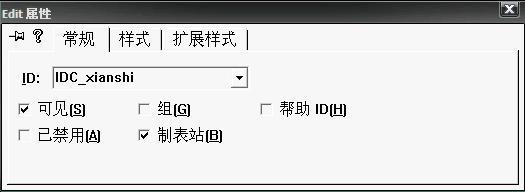 Edit 属性
常规 样式 扩展样式
ID: IDC_xianshi
可见(S) 组(G) 帮助 ID(H)
已禁用(A) 制表站(B)